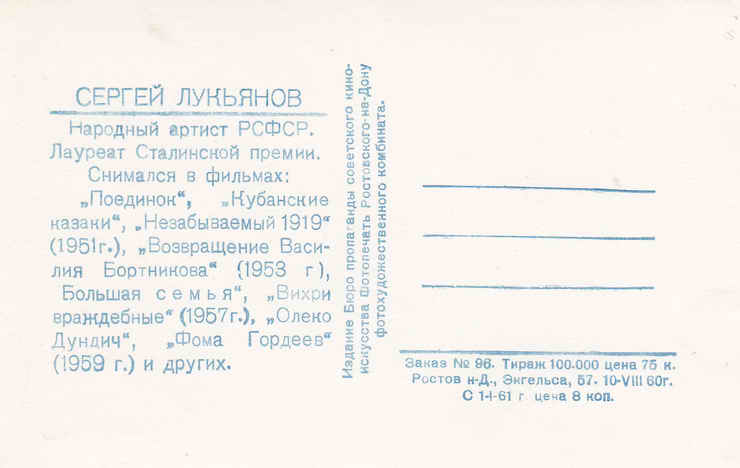 СЕРГЕЙ ЛУКЬЯНОВ
Народный артист РСФСР.
Лауреат Сталинской премии.
Снимался в фильмах:
„Поединок“, „Кубанские
казаки“, „Незабываемый 1919“
(1951г.), „Возвращение Васи-
лия Бортникова“ (1953 г),
Большая семья“, „Вихри
враждебные“ (1957г.), „Олеко
Дундич“, „Фома Гордеев“
(1959 г.) и других.
Издание Бюро пропаганды советского кино-
искусства Фотопечать Ростовского-на-Дону
фотохудожественного комбината.
Заказ № 96. Тираж 100.000 цена 75 к.
Ростов н-Д., Энгельса, 57. 10-VIII 60г.
С 1-I-61 г цена 8 коп.